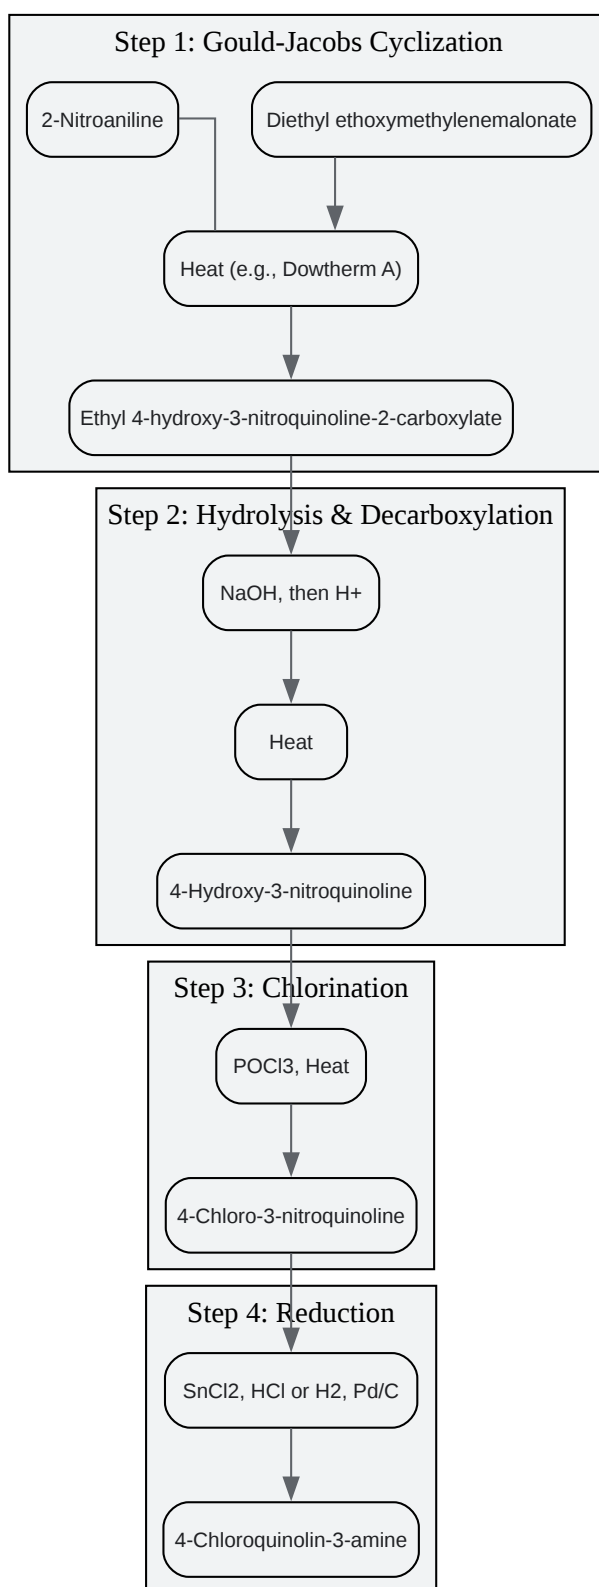 Step 1: Gould-Jacobs Cyclization
2-Nitroaniline
Diethyl ethoxymethylenemalonate
Heat (e.g., Dowtherm A)
Ethyl 4-hydroxy-3-nitroquinoline-2-carboxylate
Step 2: Hydrolysis & Decarboxylation
NaOH, then H+
Heat
4-Hydroxy-3-nitroquinoline
Step 3: Chlorination
POCl3, Heat
4-Chloro-3-nitroquinoline
Step 4: Reduction
SnCl2, HCl or H2, Pd/C
4-Chloroquinolin-3-amine